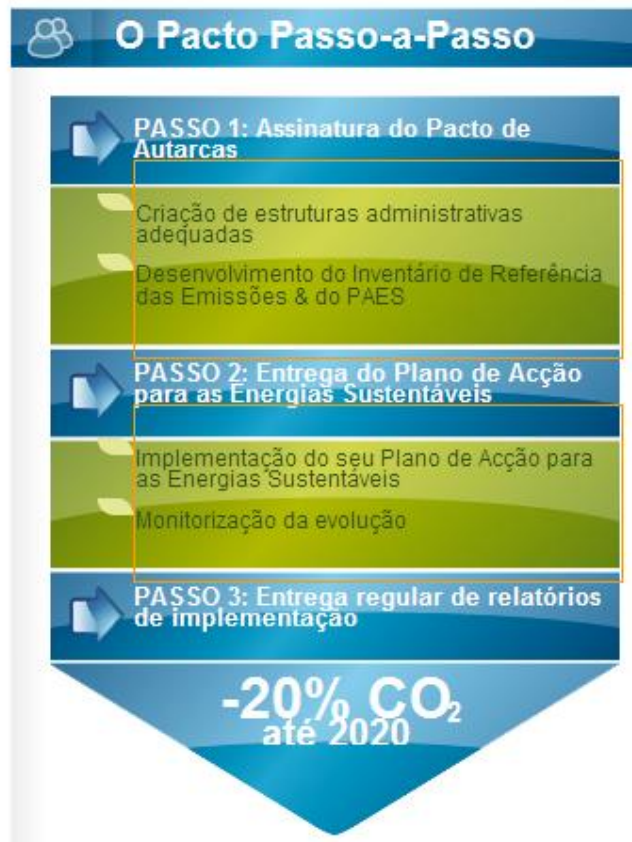 O Pacto Passo-a-Passo
PASSO 1: Assinatura do Pacto de
Autarcas
Criação de estruturas administrativas
adequadas
Desenvolvimento do Inventário de Referência
das Emissões & do PAES
PASSO 2: Entrega do Plano de Acção
para as Energias Sustentáveis
Implementação do seu Plano de Acção para
as Energias Sustentáveis
Monitorização da evolução
PASSO 3: Entrega regular de relatórios
de implementação
-20% CO₂
até 2020